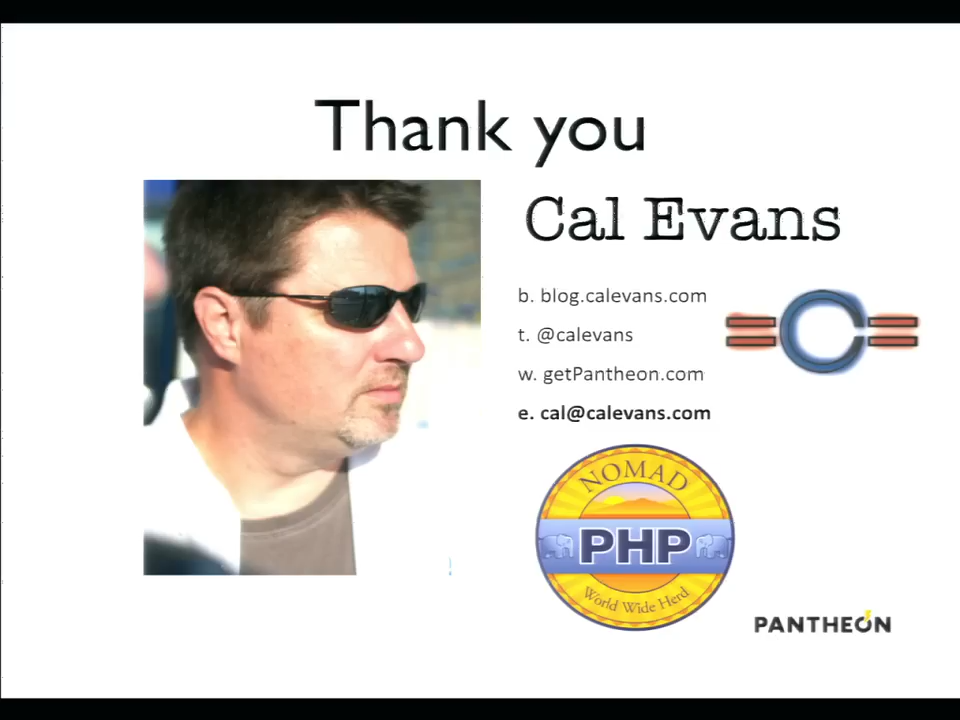 Thank you
Cal Evans
b. blog.calevans.com
t. @calevans
w. getPantheon.com
e. cal@calevans.com
NOMAD
PHP
World Wide Herd
PANTHEON